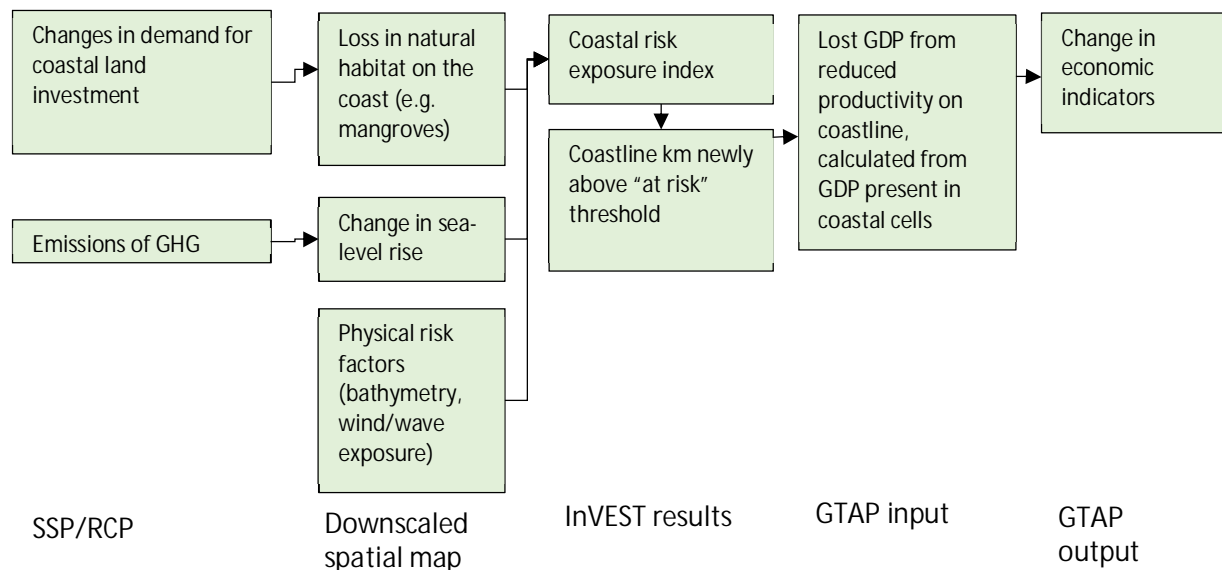 Changes in demand for
coastal land
investment
Loss in natural
habitat on the
coast (e.g.
mangroves)
Coastal risk
exposure index
Lost GDP from
reduced
productivity on
coastline,
calculated from
GDP present in
coastal cells
Change in
economic
indicators
Coastline km newly
above “at risk”
threshold
Emissions of GHG
Change in sea-
level rise
Physical risk
factors
(bathymetry,
wind/wave
exposure)
SSP/RCP
Downscaled
spatial map
InVEST results
GTAP input
GTAP
output